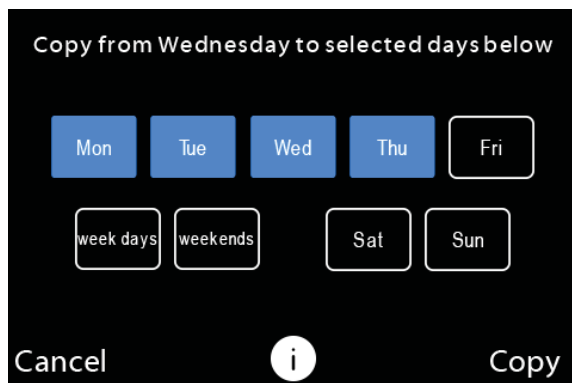 Copy from Wednesday to selected days below
Mon Tue Wed Thu Fri
week days weekends Sat Sun
Cancel i Copy